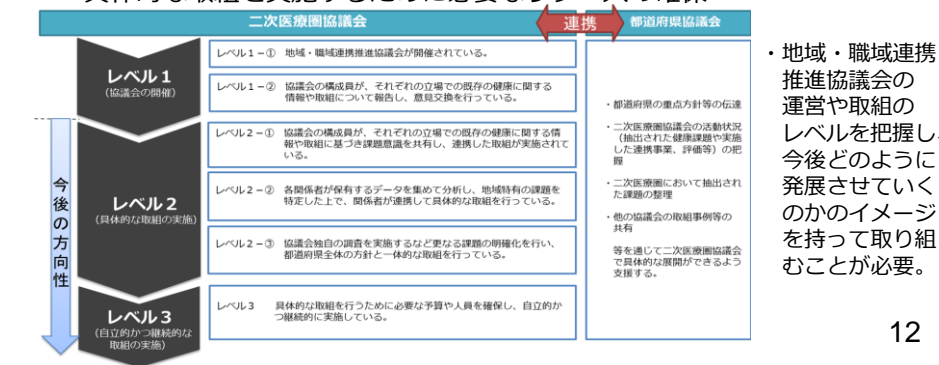 二次医療圏協議会
連携
都道府県協議会
レベル1
(協議会の開催)
レベル1-① 地域・職域連携推進協議会が開催されている。
レベル1-② 協議会の構成員が、それぞれの立場での既存の健康に関する
情報や取組について報告し、意見交換を行っている。
今後の方向性
レベル2
(具体的な取組の実施)
レベル2-① 協議会の構成員が、それぞれの立場での既存の健康に関する情
報や取組に基づき課題意識を共有し、連携した取組が実施されて
いる。
レベル2-② 各関係者が保有するデータを集めて分析し、地域特有の課題を
特定した上で、関係者が連携して具体的な取組を行っている。
レベル2-③ 協議会独自の調査を実施するなど更なる課題の明確化を行い、
都道府県全体の方針と一体的な取組を行っている。
レベル3
(自立的かつ継続的な
取組の実施)
レベル3 具体的な取組を行うために必要な予算や人員を確保し、自立的か
つ継続的に実施している。
・都道府県の重点方針等の伝達
・二次医療圏協議会の活動状況
(抽出された健康課題や実施
した連携事業、評価等)の把
握
・二次医療圏において抽出され
た課題の整理
・他の協議会の取組事例等の
共有
等を通じて二次医療圏協議会
で具体的な展開ができるよう
支援する。
・地域・職域連携
推進協議会の
運営や取組の
レベルを把握し、
今後どのように
発展させていく
のかのイメージ
を持って取り組
むことが必要。
12